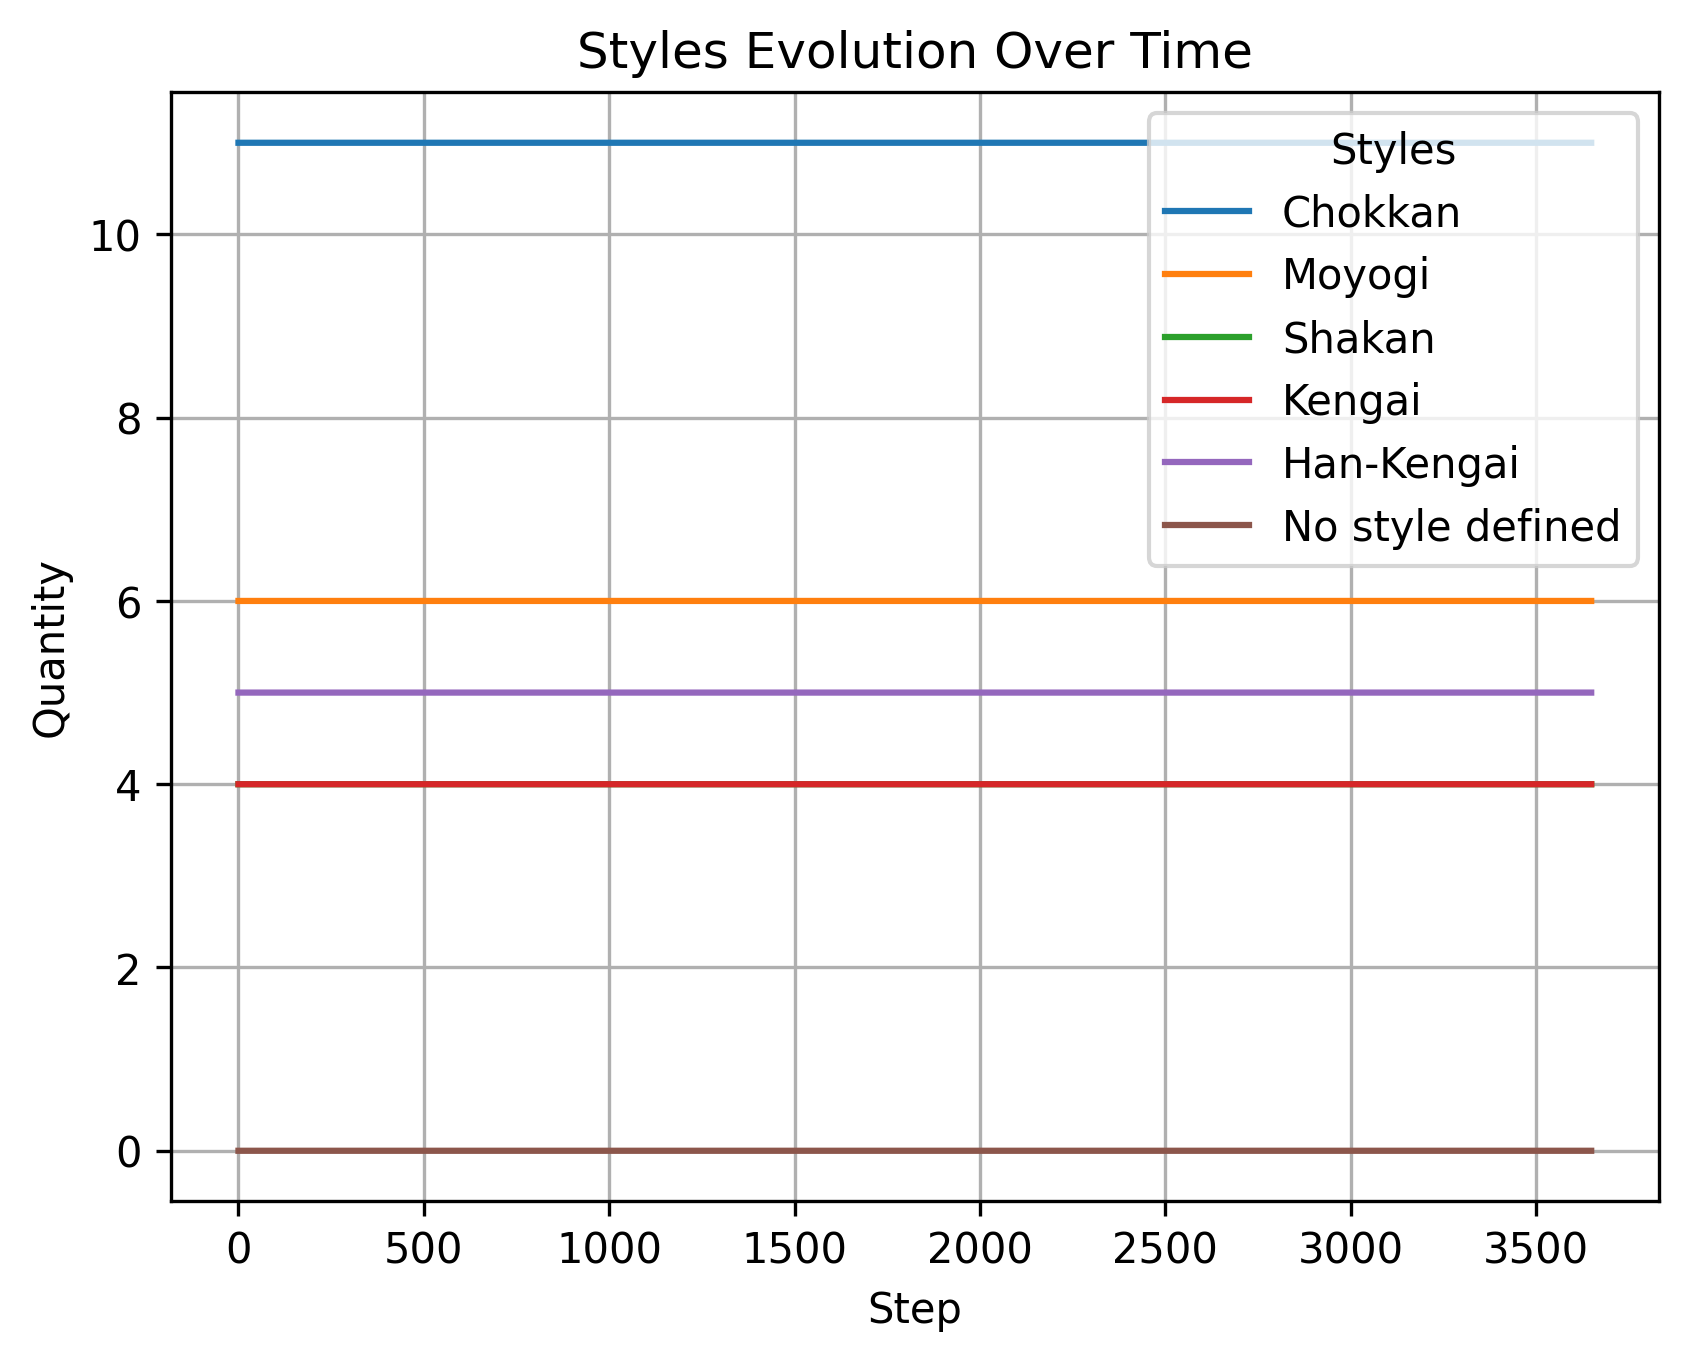 Styles Evolution Over Time
Styles
Chokkan
Moyogi
Shakan
Kengai
Han-Kengai
No style defined
Quantity
10
8
6
4
2
0
0 500 1000 1500 2000 2500 3000 3500
Step